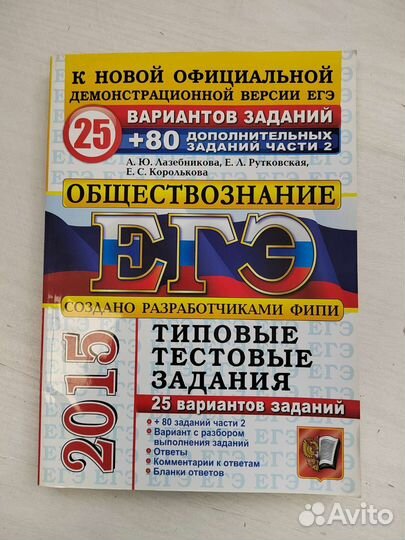 К НОВОЙ ОФИЦИАЛЬНОЙ
ДЕМОНСТРАЦИОННОЙ ВЕРСИИ ЕГЭ
25
ВАРИАНТОВ ЗАДАНИЙ
+80 ДОПОЛНИТЕЛЬНЫХ
ЗАДАНИЙ ЧАСТИ 2
А. Ю. Лазебникова, Е. Л. Рутковская,
Е. С. Королькова
ОБЩЕСТВОЗНАНИЕ
ЕГЭ
СОЗДАНО РАЗРАБОТЧИКАМИ ФИПИ
2015
ТИПОВЫЕ
ТЕСТОВЫЕ
ЗАДАНИЯ
25 вариантов заданий
• + 80 заданий части 2
• Вариант с разбором
выполнения заданий
• Ответы
• Комментарии к ответам
• Бланки ответов
Avito